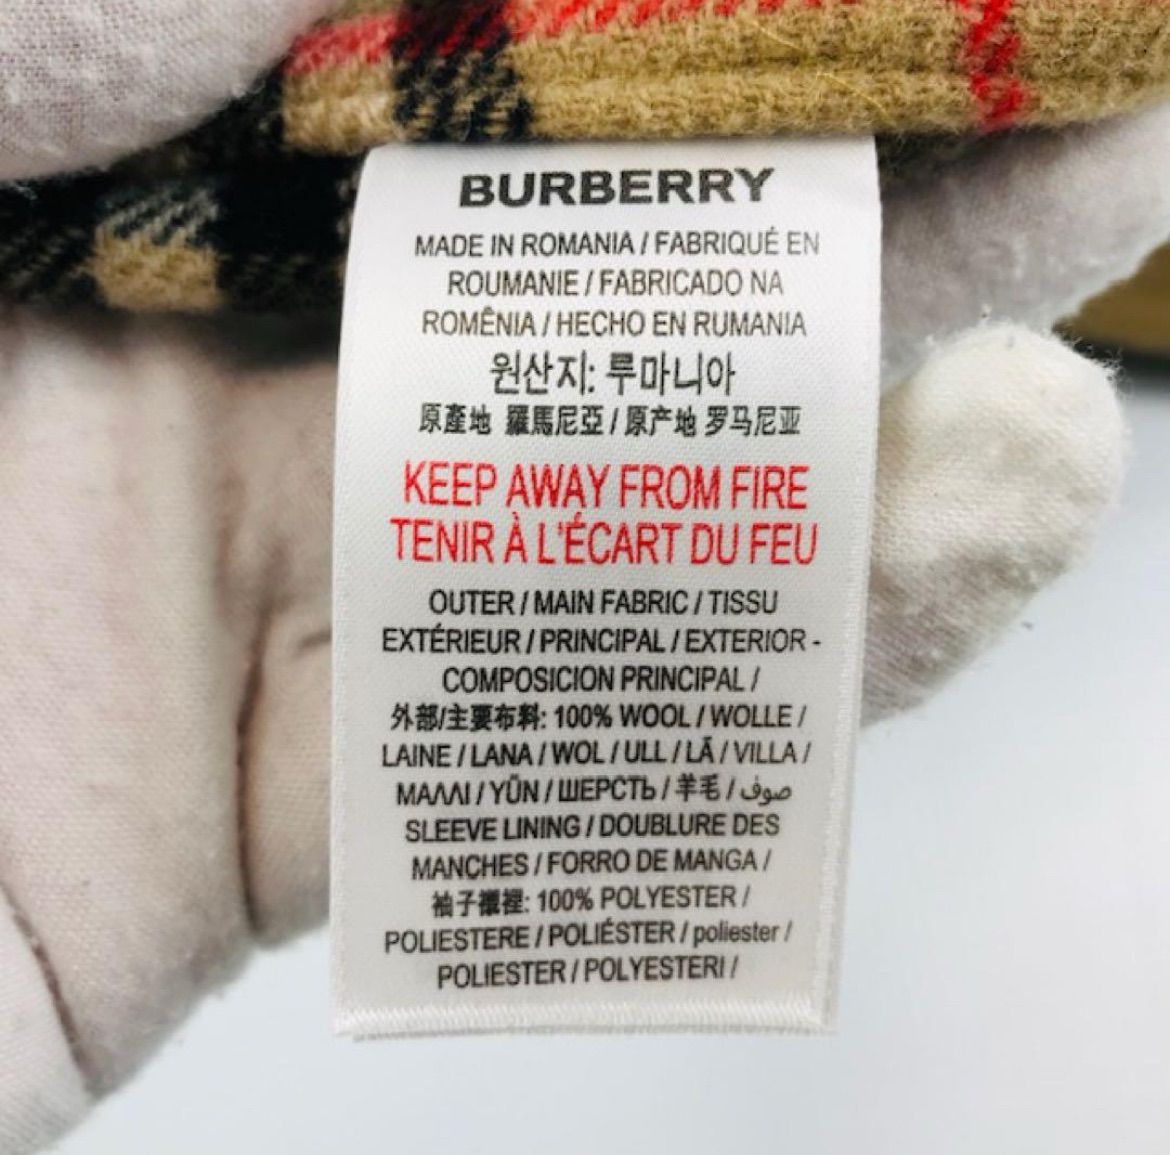 BURBERRY
MADE IN ROMANIA / FABRIQUÉ EN
ROUMANIE / FABRICADO NA
ROMÊNIA / HECHO EN RUMANIA
원산지: 루마니아
原產地 羅馬尼亞 / 原产地 罗马尼亚
KEEP AWAY FROM FIRE
TENIR À L'ÉCART DU FEU
OUTER / MAIN FABRIC / TISSU
EXTÉRIEUR / PRINCIPAL / EXTERIOR -
COMPOSICION PRINCIPAL /
外部/主要布料: 100% WOOL / WOLLE /
LAINE / LANA / WOL / ULL / LÃ / VILLA /
ΜΑΛΛΙ / YÜN / ШЕРСТЬ / 羊毛 / صوف
SLEEVE LINING / DOUBLURE DES
MANCHES / FORRO DE MANGA /
袖子襯裡: 100% POLYESTER /
POLIESTERE / POLIÉSTER / poliester /
POLIESTER / POLYESTERI /